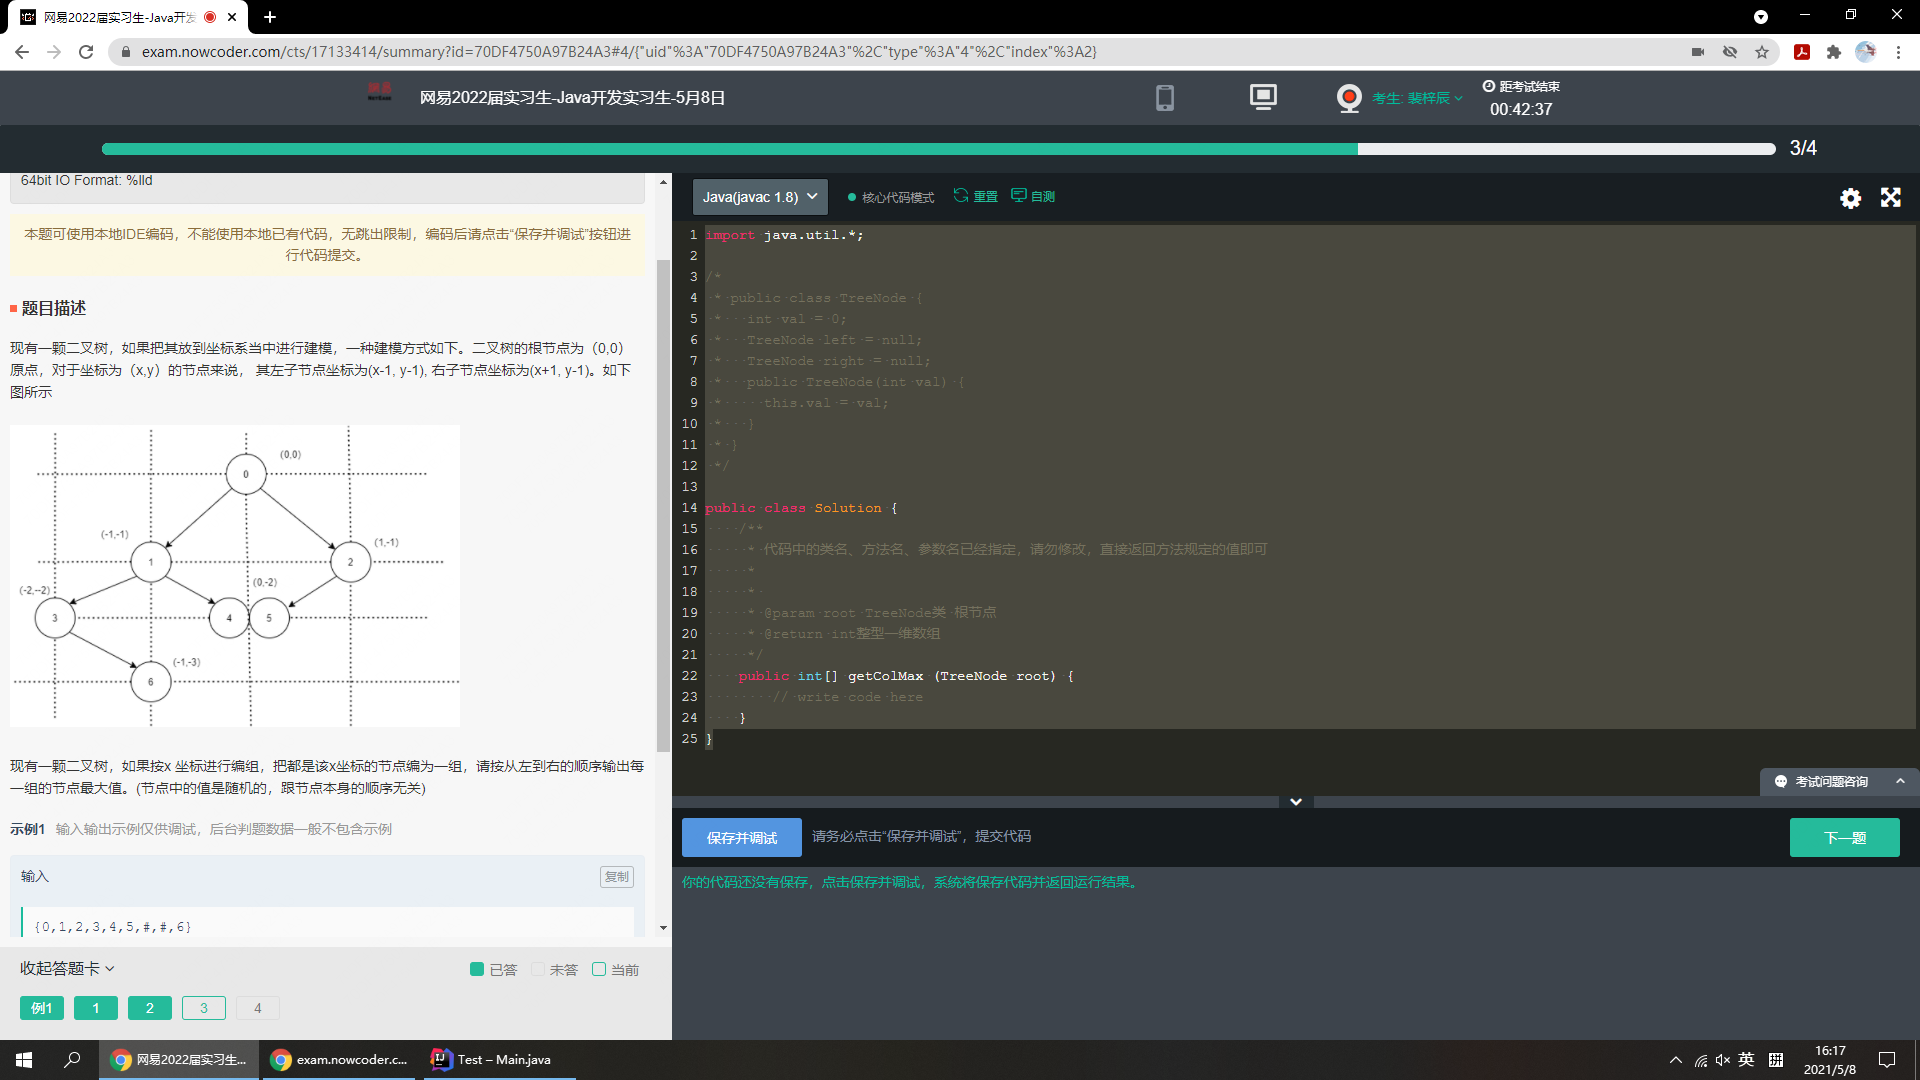 网易2022届实习生-Java开发
exam.nowcoder.com/cts/17133414/summary?id=70DF4750A97B24A3#4/{"uid"%3A"70DF4750A97B24A3"%2C"type"%3A"4"%2C"index"%3A2}
网易2022届实习生-Java开发实习生-5月8日
考生: 裴梓辰
距考试结束
00:42:37
3/4
64bit IO Format: %lld
本题可使用本地IDE编码，不能使用本地已有代码，无跳出限制，编码后请点击“保存并调试”按钮进
行代码提交。
题目描述
现有一颗二叉树，如果把其放到坐标系当中进行建模，一种建模方式如下。二叉树的根节点为（0,0）
原点，对于坐标为（x,y）的节点来说， 其左子节点坐标为(x-1, y-1), 右子节点坐标为(x+1, y-1)。如下
图所示
(0,0)
0
(-1,-1)
(1,-1)
1
2
(-2,--2)
(0,-2)
3
4
5
(-1,-3)
6
现有一颗二叉树，如果按x 坐标进行编组，把都是该x坐标的节点编为一组，请按从左到右的顺序输出每
一组的节点最大值。(节点中的值是随机的，跟节点本身的顺序无关)
示例1 输入输出示例仅供调试，后台判题数据一般不包含示例
输入
复制
{0,1,2,3,4,5,#,#,6}
收起答题卡
已答
未答
当前
例1
1
2
3
4
Java(javac 1.8)
核心代码模式
重置
自测
1 import java.util.*;
2
3 /*
4 * public class TreeNode {
5 * int val = 0;
6 * TreeNode left = null;
7 * TreeNode right = null;
8 * public TreeNode(int val) {
9 * this.val = val;
10 * }
11 * }
12 */
13
14 public class Solution {
15 /**
16 * 代码中的类名、方法名、参数名已经指定，请勿修改，直接返回方法规定的值即可
17 *
18 *
19 * @param root TreeNode类 根节点
20 * @return int整型一维数组
21 */
22 public int[] getColMax (TreeNode root) {
23 // write code here
24 }
25 }
考试问题咨询
保存并调试
请务必点击“保存并调试”，提交代码
下一题
你的代码还没有保存，点击保存并调试，系统将保存代码并返回运行结果。
网易2022届实习生...
exam.nowcoder.c...
Test – Main.java
英
拼
16:17
2021/5/8